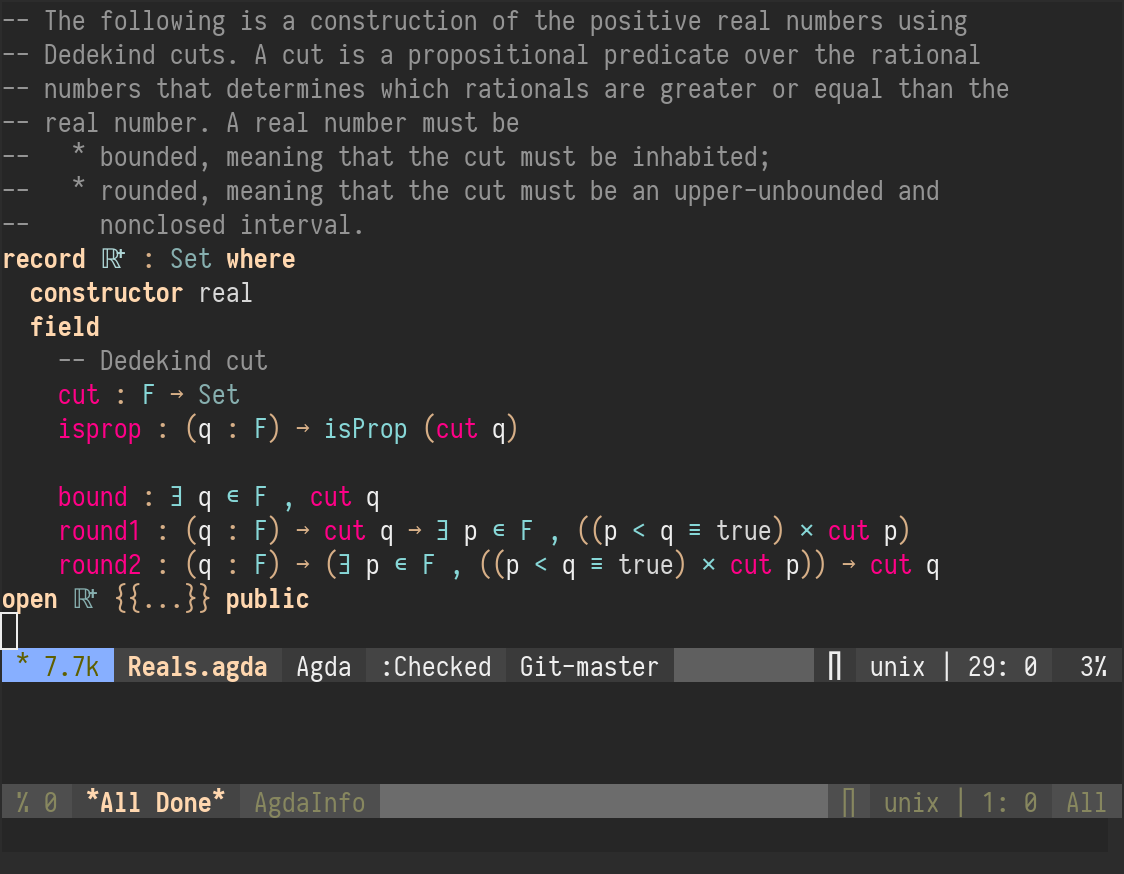 -- The following is a construction of the positive real numbers using
-- Dedekind cuts. A cut is a propositional predicate over the rational
-- numbers that determines which rationals are greater or equal than the
-- real number. A real number must be
--   * bounded, meaning that the cut must be inhabited;
--   * rounded, meaning that the cut must be an upper-unbounded and
--     nonclosed interval.
record ℝ⁺ : Set where
  constructor real
  field
    -- Dedekind cut
    cut : F → Set
    isprop : (q : F) → isProp (cut q)

    bound : ∃ q ∈ F , cut q
    round1 : (q : F) → cut q → ∃ p ∈ F , ((p < q ≡ true) × cut p)
    round2 : (q : F) → (∃ p ∈ F , ((p < q ≡ true) × cut p)) → cut q
open ℝ⁺ {{...}} public
* 7.7k Reals.agda Agda :Checked Git-master ∏ unix | 29: 0 3%
% 0 *All Done* AgdaInfo ∏ unix | 1: 0 All